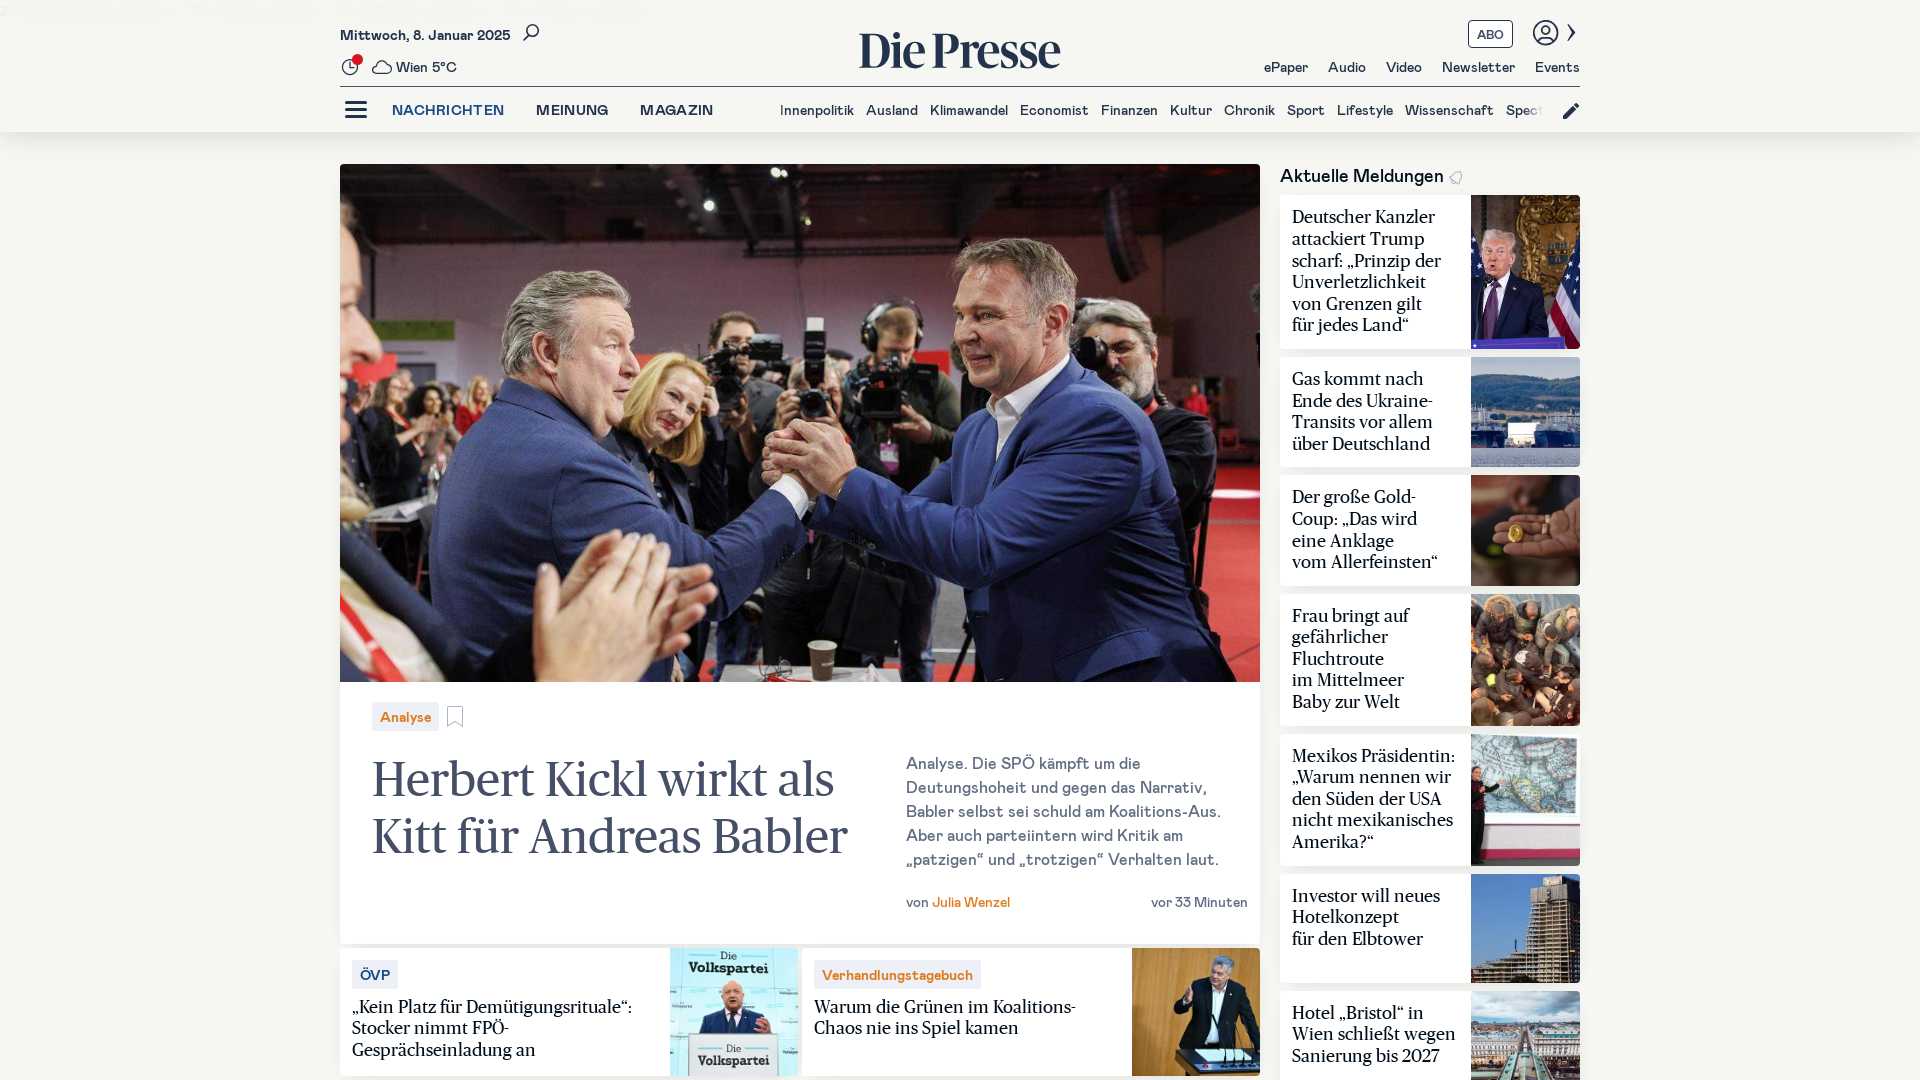 Mittwoch, 8. Januar 2025
Wien 5°C
Die Presse
ABO
ePaper Audio Video Newsletter Events
NACHRICHTEN MEINUNG MAGAZIN
Innenpolitik Ausland Klimawandel Economist Finanzen Kultur Chronik Sport Lifestyle Wissenschaft
Analyse
Herbert Kickl wirkt als
Kitt für Andreas Babler
Analyse. Die SPÖ kämpft um die
Deutungshoheit und gegen das Narrativ,
Babler selbst sei schuld am Koalitions-Aus.
Aber auch parteiintern wird Kritik am
„patzigen“ und „trotzigen“ Verhalten laut.
von Julia Wenzel
vor 33 Minuten
ÖVP
„Kein Platz für Demütigungsrituale“:
Stocker nimmt FPÖ-
Gesprächseinladung an
Die
Volkspartei
Die
Volkspartei
Verhandlungstagebuch
Warum die Grünen im Koalitions-
Chaos nie ins Spiel kamen
Aktuelle Meldungen
Deutscher Kanzler
attackiert Trump
scharf: „Prinzip der
Unverletzlichkeit
von Grenzen gilt
für jedes Land“
Gas kommt nach
Ende des Ukraine-
Transits vor allem
über Deutschland
Der große Gold-
Coup: „Das wird
eine Anklage
vom Allerfeinsten“
Frau bringt auf
gefährlicher
Fluchtroute
im Mittelmeer
Baby zur Welt
Mexikos Präsidentin:
„Warum nennen wir
den Süden der USA
nicht mexikanisches
Amerika?“
Investor will neues
Hotelkonzept
für den Elbtower
Hotel „Bristol“ in
Wien schließt wegen
Sanierung bis 2027